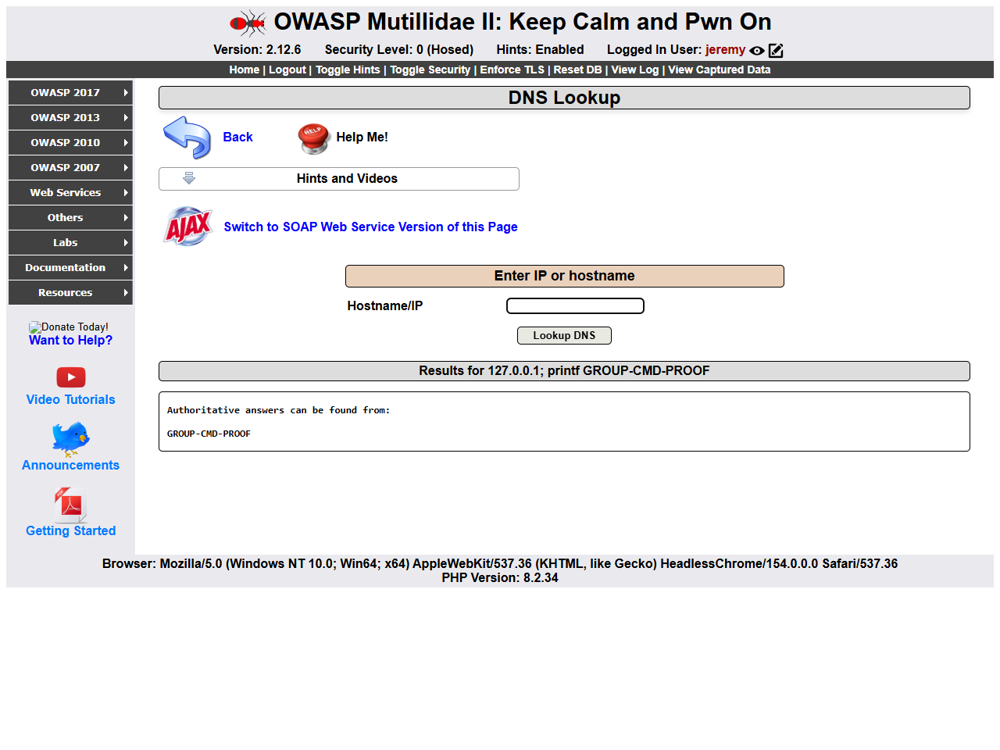 OWASP Mutillidae II: Keep Calm and Pwn On
Version: 2.12.6 Security Level: 0 (Hosed) Hints: Enabled Logged In User: jeremy
Home | Logout | Toggle Hints | Toggle Security | Enforce TLS | Reset DB | View Log | View Captured Data
OWASP 2017
OWASP 2013
OWASP 2010
OWASP 2007
Web Services
Others
Labs
Documentation
Resources
Donate Today!
Want to Help?
Video Tutorials
Announcements
PDF
Getting Started
DNS Lookup
Back
HELP
Help Me!
Hints and Videos
AJAX
Switch to SOAP Web Service Version of this Page
Enter IP or hostname
Hostname/IP
Lookup DNS
Results for 127.0.0.1; printf GROUP-CMD-PROOF
Authoritative answers can be found from:
GROUP-CMD-PROOF
Browser: Mozilla/5.0 (Windows NT 10.0; Win64; x64) AppleWebKit/537.36 (KHTML, like Gecko) HeadlessChrome/154.0.0.0 Safari/537.36
PHP Version: 8.2.34